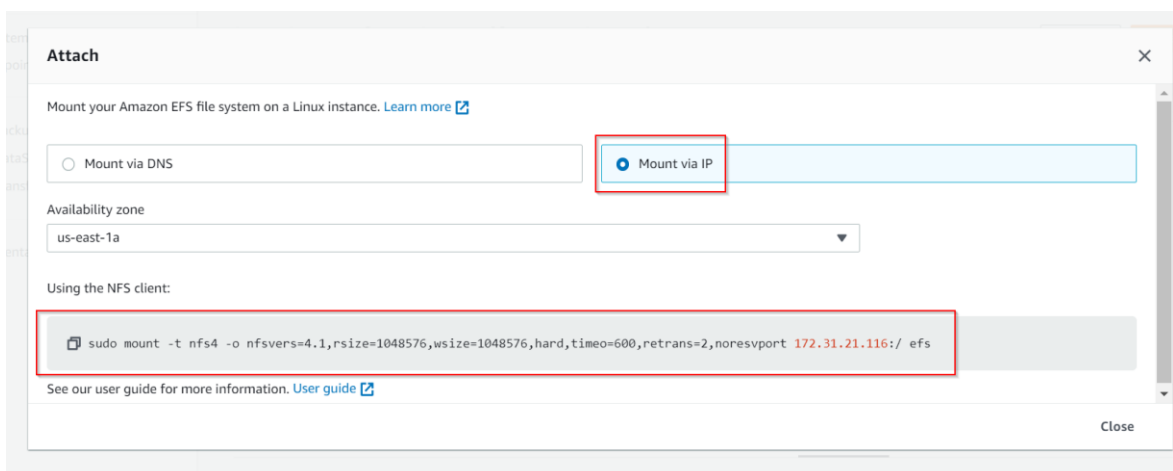 Attach
Mount your Amazon EFS file system on a Linux instance. Learn more
Mount via DNS
Mount via IP
Availability zone
us-east-1a
Using the NFS client:
sudo mount -t nfs4 -o nfsvers=4.1,rsize=1048576,wsize=1048576,hard,timeo=600,retrans=2,noresvport 172.31.21.116:/ efs
See our user guide for more information. User guide
Close